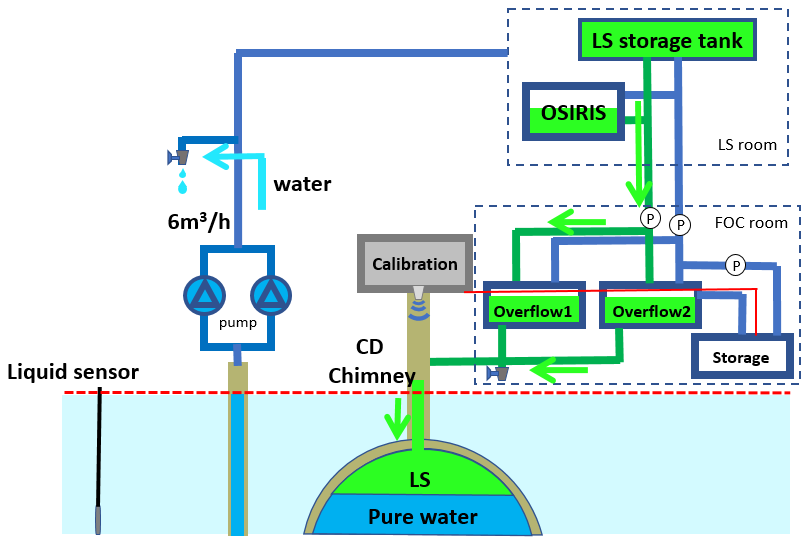 LS storage tank
OSIRIS
LS room
water
6m³/h
P
P
FOC room
Calibration
P
Overflow1
Overflow2
pump
CD
Chimney
Storage
Liquid sensor
LS
Pure water